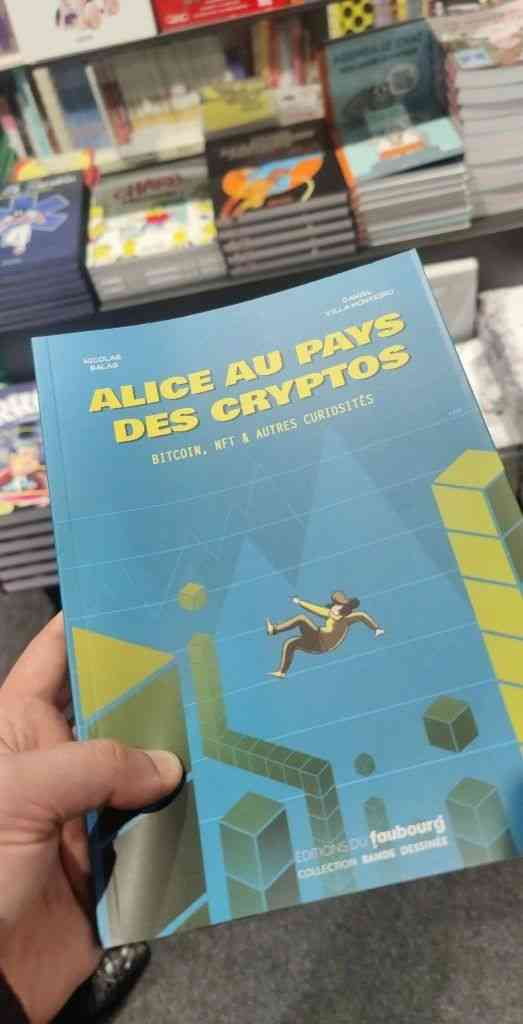 NICOLAS
BALAS
DANIEL
VILLA MONTEIRO
ALICE AU PAYS
DES CRYPTOS
BITCOIN, NFT & AUTRES CURIOSITÉS
ÉDITIONS DU faubourg
COLLECTION BANDE DESSINÉE